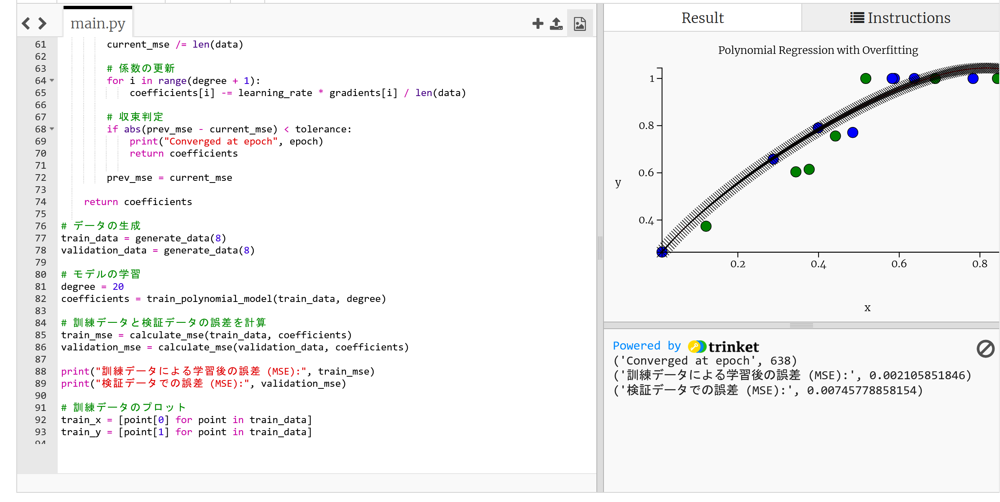 main.py
61 current_mse /= len(data)
62
63 # 係数の更新
64 for i in range(degree + 1):
65 coefficients[i] -= learning_rate * gradients[i] / len(data)
66
67 # 収束判定
68 if abs(prev_mse - current_mse) < tolerance:
69 print("Converged at epoch", epoch)
70 return coefficients
71
72 prev_mse = current_mse
73
74 return coefficients
75
76 # データの生成
77 train_data = generate_data(8)
78 validation_data = generate_data(8)
79
80 # モデルの学習
81 degree = 20
82 coefficients = train_polynomial_model(train_data, degree)
83
84 # 訓練データと検証データの誤差を計算
85 train_mse = calculate_mse(train_data, coefficients)
86 validation_mse = calculate_mse(validation_data, coefficients)
87
88 print("訓練データによる学習後の誤差 (MSE):", train_mse)
89 print("検証データでの誤差 (MSE):", validation_mse)
90
91 # 訓練データのプロット
92 train_x = [point[0] for point in train_data]
93 train_y = [point[1] for point in train_data]
94
Result
Instructions
Polynomial Regression with Overfitting
1
0.8
0.6
0.4
y
0.2 0.4 0.6 0.8
x
Powered by trinket
('Converged at epoch', 638)
('訓練データによる学習後の誤差 (MSE):', 0.002105851846)
('検証データでの誤差 (MSE):', 0.00745778858154)